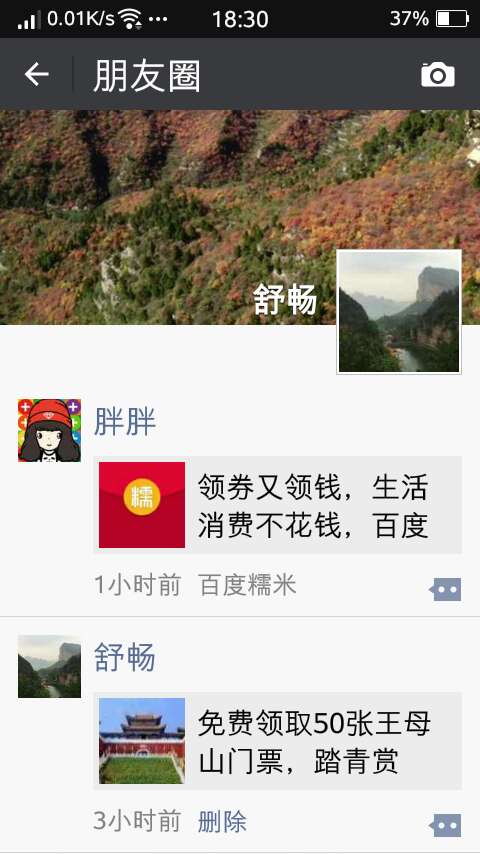 0.01K/s ... 18:30 37%
朋友圈
舒畅
胖胖
糯
领券又领钱，生活
消费不花钱，百度
1小时前 百度糯米
舒畅
免费领取50张王母
山门票，踏青赏
3小时前 删除